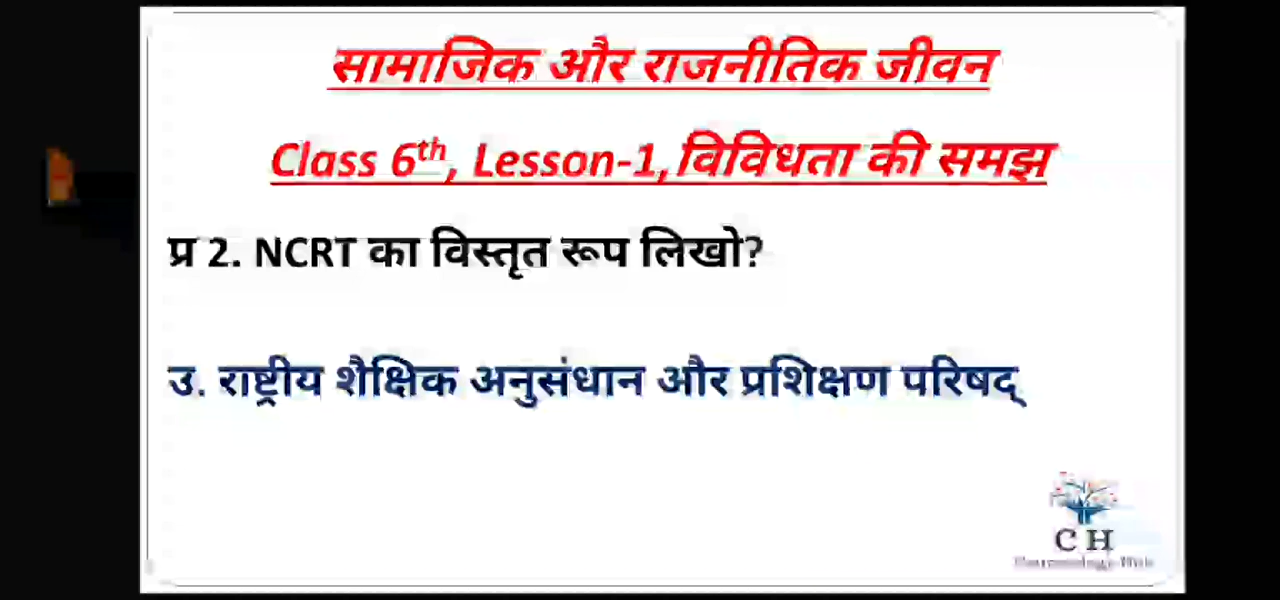 सामाजिक और राजनीतिक जीवन
Class 6th, Lesson-1, विविधता की समझ
प्र 2. NCRT का विस्तृत रूप लिखो?
उ. राष्ट्रीय शैक्षिक अनुसंधान और प्रशिक्षण परिषद्
C H